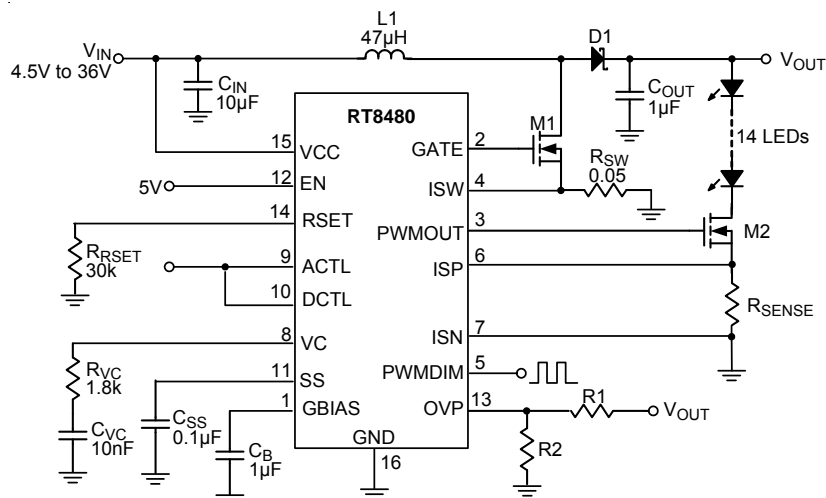 L1
47µH
D1
VIN
4.5V to 36V
VOUT
CIN
10µF
COUT
1µF
RT8480
M1
14 LEDs
15 VCC
GATE 2
RSW
0.05
5V
12 EN
ISW 4
14 RSET
PWMOUT 3
M2
RRSET
30k
9 ACTL
ISP 6
10 DCTL
RSENSE
8 VC
ISN 7
RVC
1.8k
11 SS
PWMDIM 5
1 GBIAS
OVP 13
R1
VOUT
CSS
0.1µF
CVC
10nF
CB
1µF
GND
16
R2